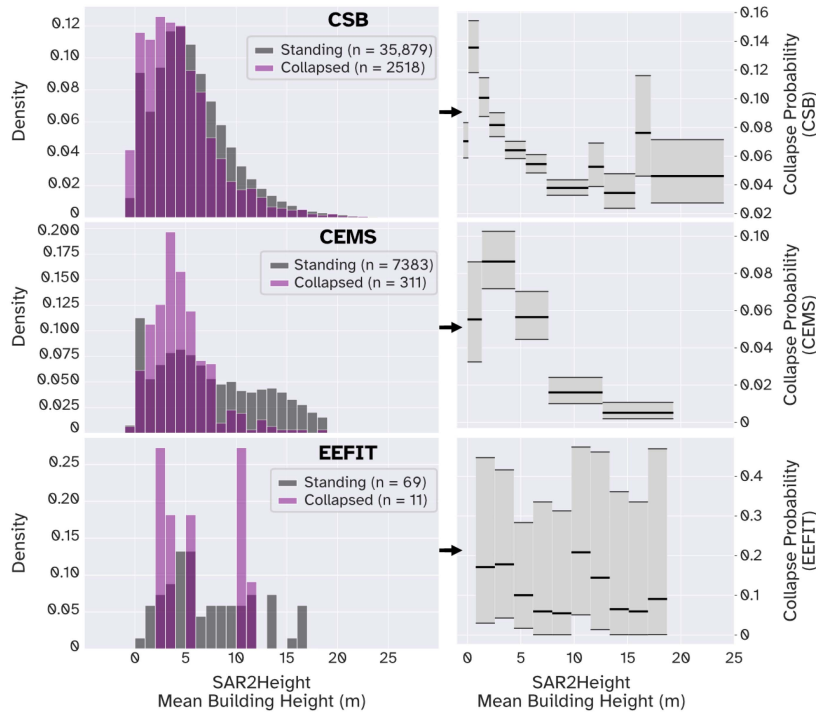 CSB
Standing (n = 35,879)
Collapsed (n = 2518)
Density
0.12
0.10
0.08
0.06
0.04
0.02
0
0.16
0.14
0.12
0.10
0.08
0.06
0.04
0.02
Collapse Probability
(CSB)
CEMS
Standing (n = 7383)
Collapsed (n = 311)
Density
0.200
0.175
0.150
0.125
0.100
0.075
0.050
0.025
0
0.10
0.08
0.06
0.04
0.02
0
Collapse Probability
(CEMS)
EEFIT
Standing (n = 69)
Collapsed (n = 11)
Density
0.25
0.20
0.15
0.10
0.05
0
0.4
0.3
0.2
0.1
0
Collapse Probability
(EEFIT)
0 5 10 15 20 25
SAR2Height
Mean Building Height (m)
0 5 10 15 20 25
SAR2Height
Mean Building Height (m)